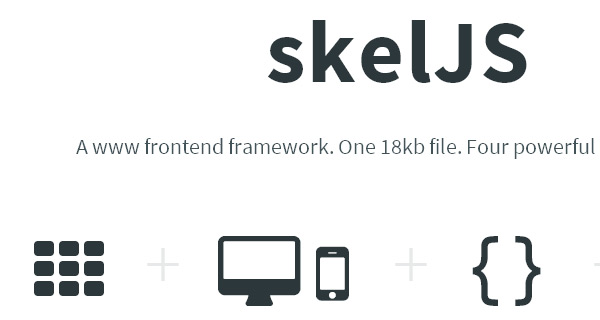 skelJS
A www frontend framework. One 18kb file. Four powerful
{ }